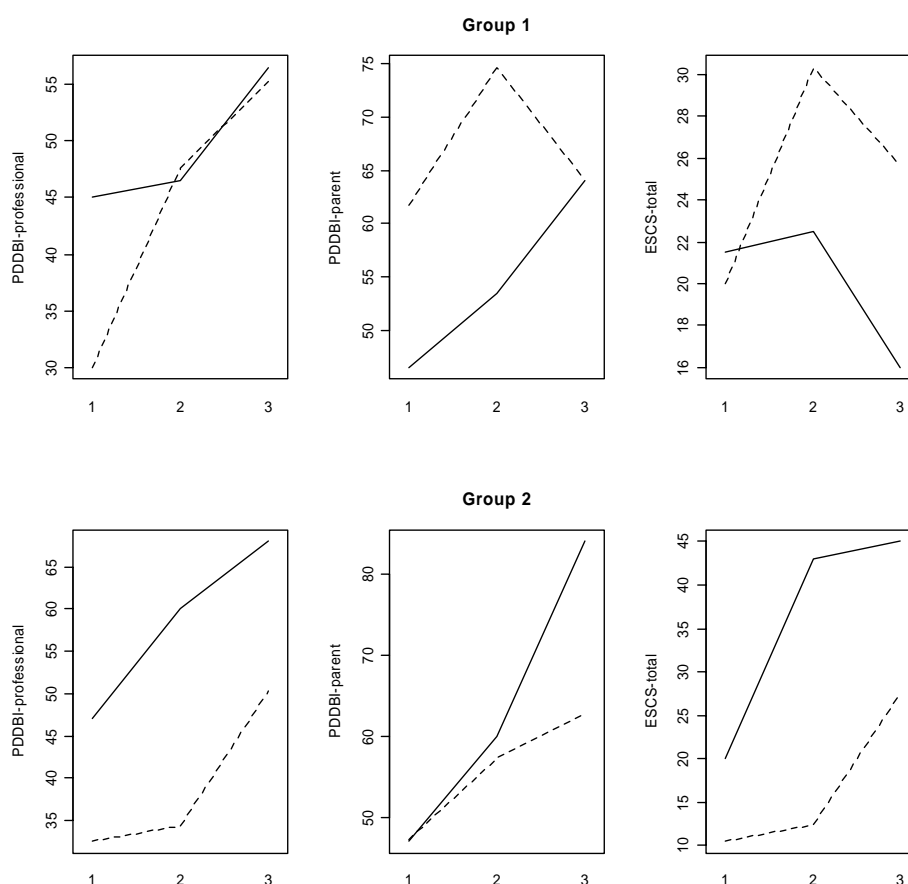 Group 1
PDDBI-professional
30 35 40 45 50 55
1 2 3
PDDBI-parent
50 55 60 65 70 75
1 2 3
ESCS-total
16 18 20 22 24 26 28 30
1 2 3
Group 2
PDDBI-professional
35 40 45 50 55 60 65
1 2 3
PDDBI-parent
50 60 70 80
1 2 3
ESCS-total
10 15 20 25 30 35 40 45
1 2 3